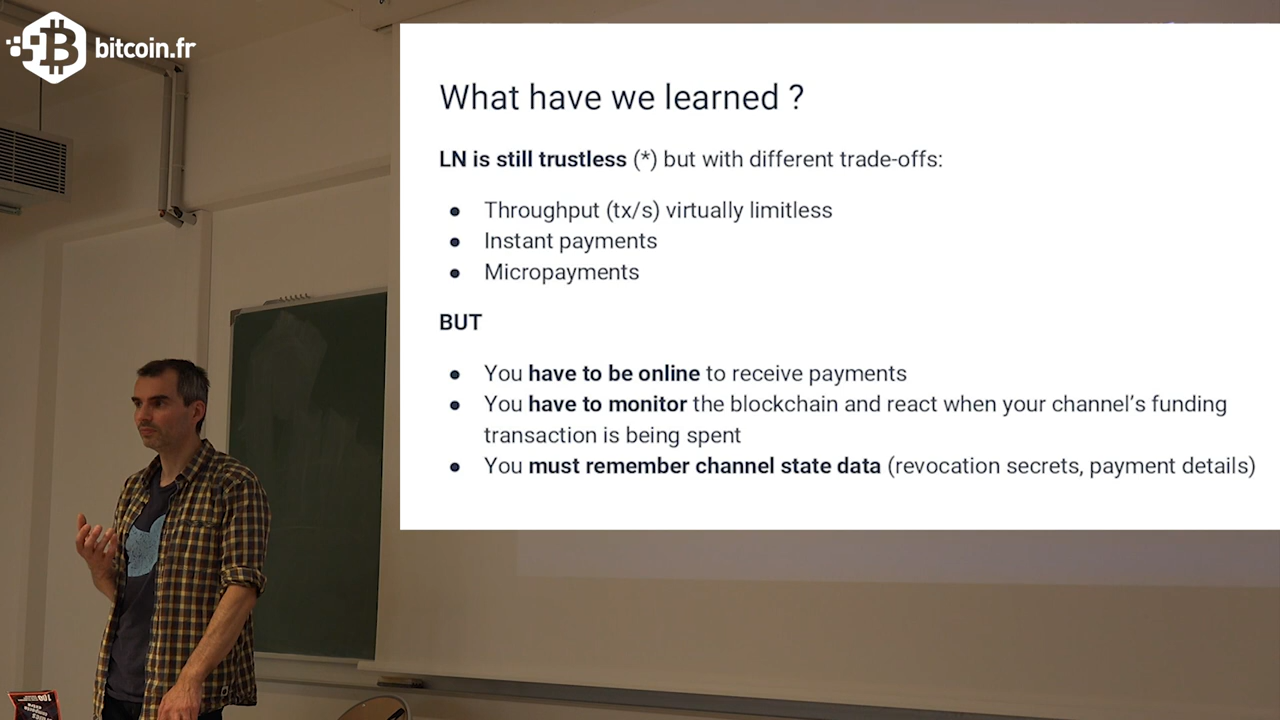 bitcoin.fr
What have we learned ?
LN is still trustless (*) but with different trade-offs:
● Throughput (tx/s) virtually limitless
● Instant payments
● Micropayments
BUT
● You have to be online to receive payments
● You have to monitor the blockchain and react when your channel's funding
transaction is being spent
● You must remember channel state data (revocation secrets, payment details)